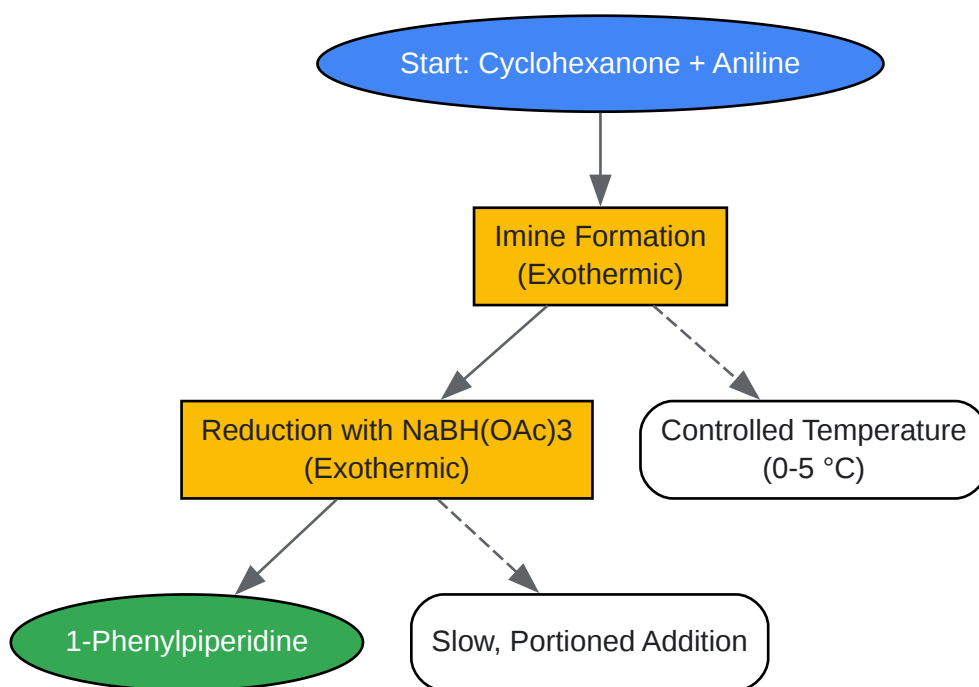 Start: Cyclohexanone + Aniline
Imine Formation
(Exothermic)
Reduction with NaBH(OAc)3
(Exothermic)
Controlled Temperature
(0-5 °C)
1-Phenylpiperidine
Slow, Portioned Addition